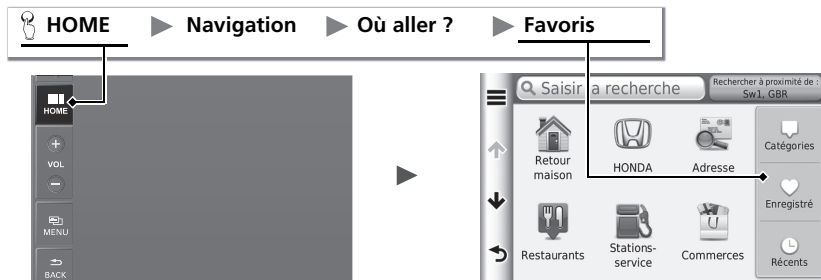 HOME Navigation Où aller ? Favoris
HOME
VOL
MENU
BACK
Saisir la recherche
Rechercher à proximité de :
Sw1, GBR
Retour
maison
HONDA
Adresse
Catégories
Enregistré
Restaurants
Stations-
service
Commerces
Récents